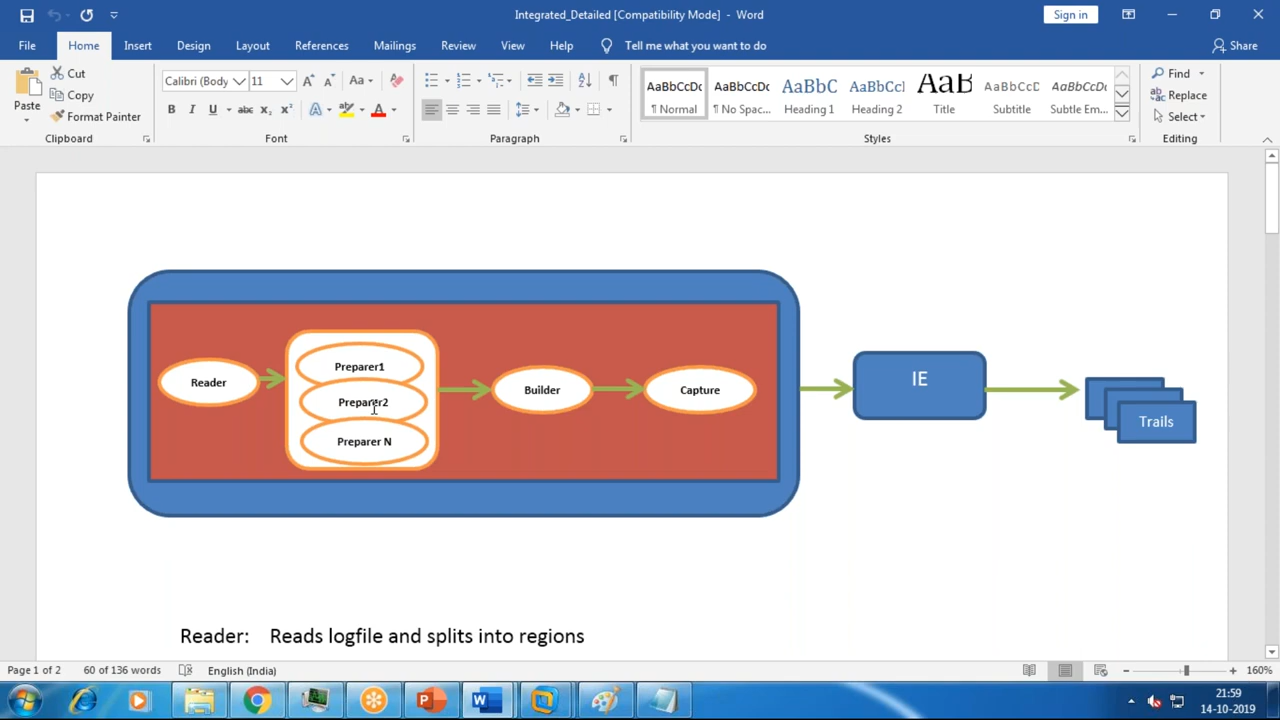 Integrated_Detailed [Compatibility Mode] - Word
Sign in
File Home Insert Design Layout References Mailings Review View Help Tell me what you want to do Share
Paste
Cut
Copy
Format Painter
Clipboard
Calibri (Body 11
Font
Paragraph
AaBbCcDc AaBbCcDc AaBbC AaBbCcI AaB AaBbCcD AaBbCcDc
¶ Normal ¶ No Spac... Heading 1 Heading 2 Title Subtitle Subtle Em...
Styles
Find
Replace
Select
Editing
Reader
Preparer1
Preparer2
Preparer N
Builder
Capture
IE
Trails
Reader: Reads logfile and splits into regions
Page 1 of 2 60 of 136 words English (India) 160%
21:59
14-10-2019